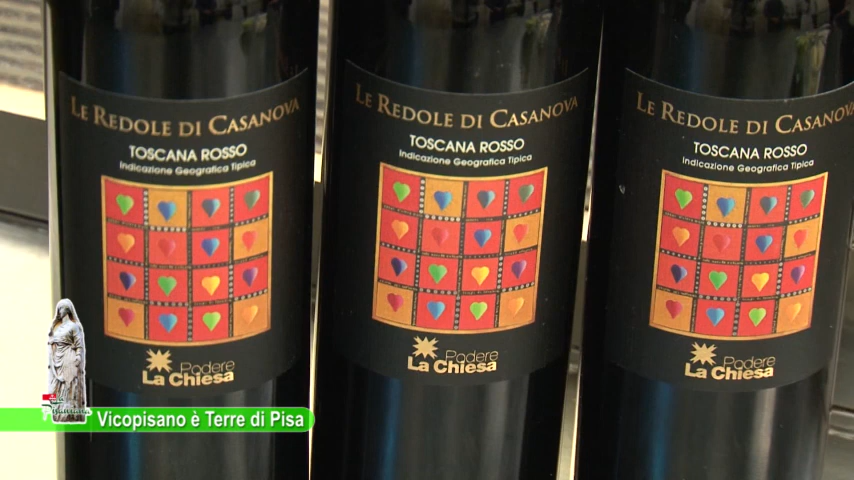 LE REDOLE DI CASANOVA
TOSCANA ROSSO
Indicazione Geografica Tipica
Podere
La Chiesa
LE REDOLE DI CASANOVA
TOSCANA ROSSO
Indicazione Geografica Tipica
Podere
La Chiesa
LE REDOLE DI CASANOVA
TOSCANA ROSSO
Indicazione Geografica Tipica
Podere
La Chiesa
Vicopisano è Terre di Pisa